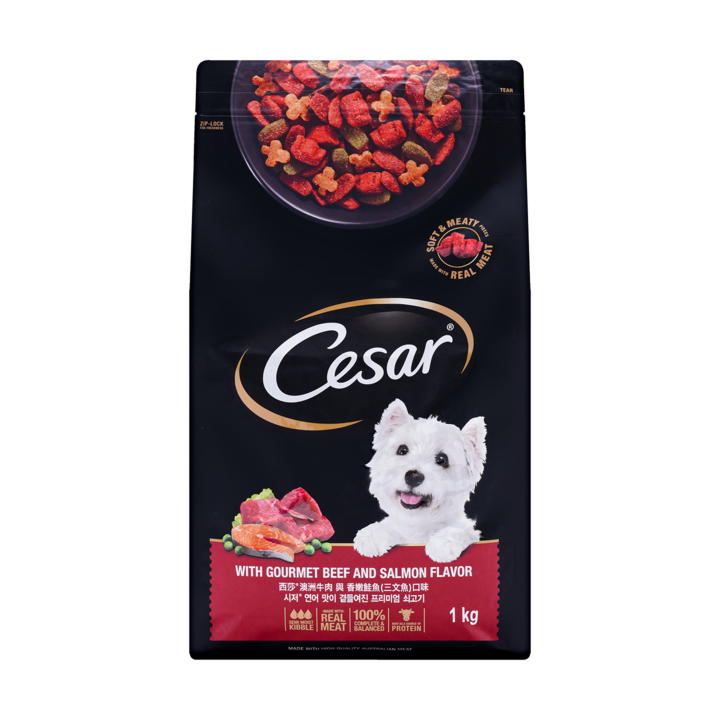 TEAR
ZIP-LOCK
FOR FRESHNESS
SOFT & MEATY PIECES
MADE WITH REAL MEAT
Cesar®
WITH GOURMET BEEF AND SALMON FLAVOR
西莎®澳洲牛肉 與 香嫩鮭魚(三文魚)口味
시저® 연어 맛이 곁들여진 프리미엄 쇠고기
SEMI MOIST
KIBBLE
MADE WITH
REAL
MEAT
100%
COMPLETE &
BALANCED
PROTEIN
1 kg
MADE WITH HIGH QUALITY AUSTRALIAN MEAT